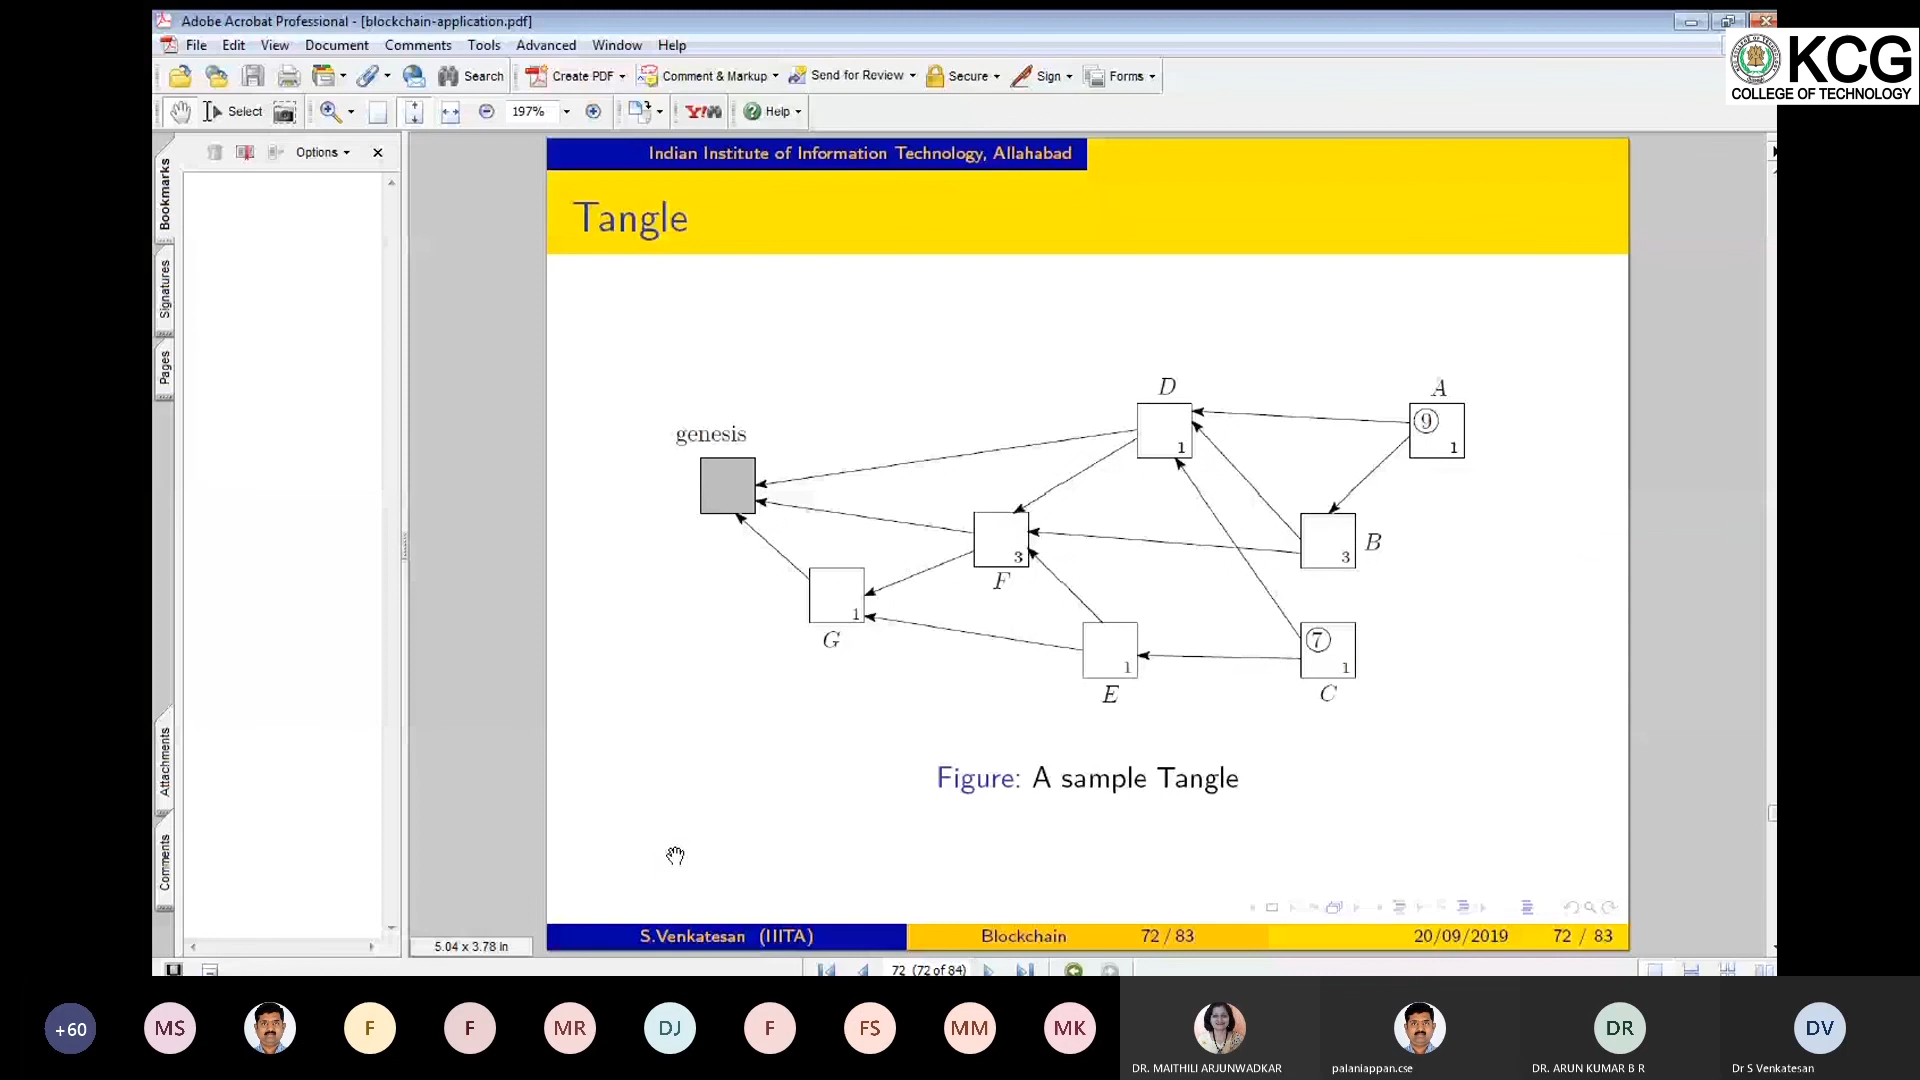 Adobe Acrobat Professional - [blockchain-application.pdf]
File Edit View Document Comments Tools Advanced Window Help
Search Create PDF Comment & Markup Send for Review Secure Sign Forms
Select 197% Y! Help
KCG
COLLEGE OF TECHNOLOGY
Options
Bookmarks
Signatures
Pages
Attachments
Comments
Indian Institute of Information Technology, Allahabad
Tangle
D
A
genesis
9
1
1
3
F
3
B
1
G
7
1
1
E
C
Figure: A sample Tangle
S.Venkatesan (IIITA) Blockchain 72 / 83 20/09/2019 72 / 83
5.04 x 3.78 in
72 (72 of 84)
+60 MS F F MR DJ F FS MM MK DR DV
DR. MAITHILI ARJUNWADKAR palaniappan.cse DR. ARUN KUMAR B R Dr S Venkatesan